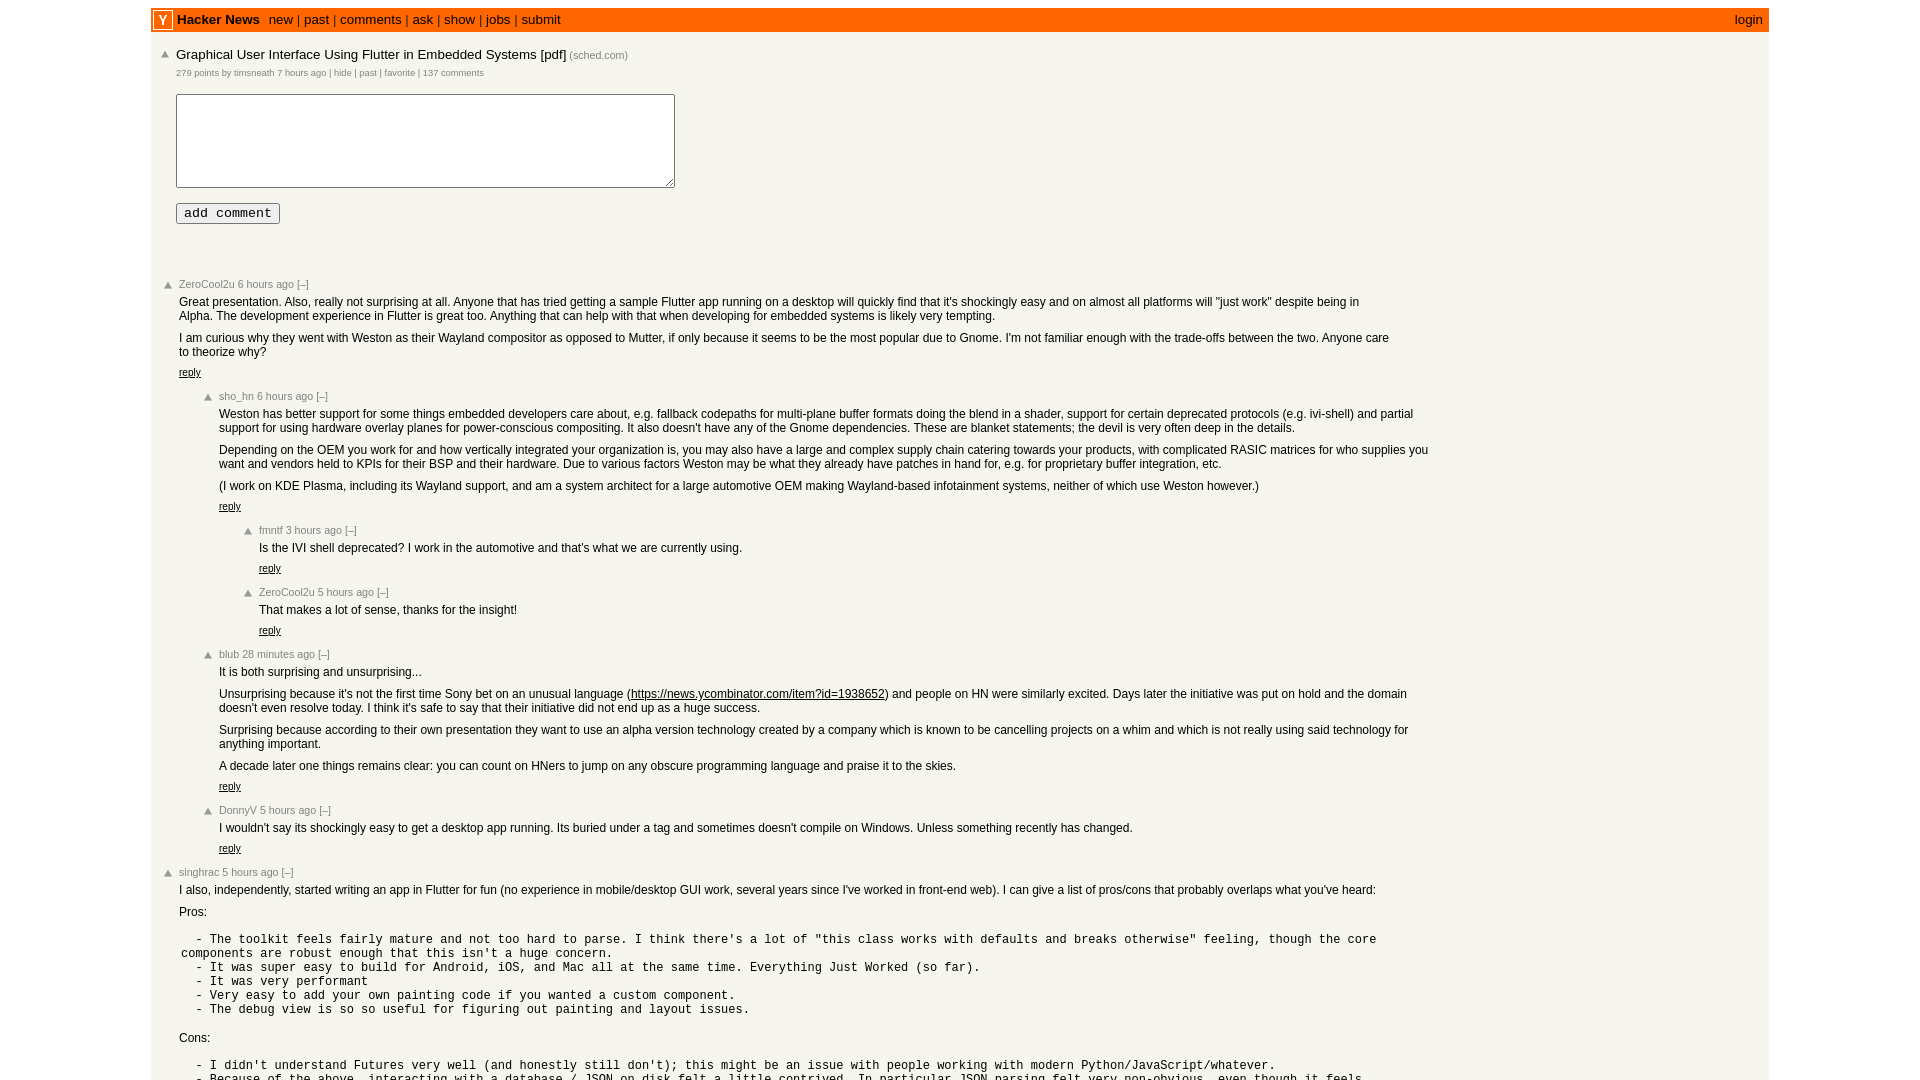 Y Hacker News new | past | comments | ask | show | jobs | submit login
Graphical User Interface Using Flutter in Embedded Systems [pdf] (sched.com)
279 points by timsneath 7 hours ago | hide | past | favorite | 137 comments
add comment
ZeroCool2u 6 hours ago [–]
Great presentation. Also, really not surprising at all. Anyone that has tried getting a sample Flutter app running on a desktop will quickly find that it's shockingly easy and on almost all platforms will "just work" despite being in
Alpha. The development experience in Flutter is great too. Anything that can help with that when developing for embedded systems is likely very tempting.
I am curious why they went with Weston as their Wayland compositor as opposed to Mutter, if only because it seems to be the most popular due to Gnome. I'm not familiar enough with the trade-offs between the two. Anyone care
to theorize why?
reply
sho_hn 6 hours ago [–]
Weston has better support for some things embedded developers care about, e.g. fallback codepaths for multi-plane buffer formats doing the blend in a shader, support for certain deprecated protocols (e.g. ivi-shell) and partial
support for using hardware overlay planes for power-conscious compositing. It also doesn't have any of the Gnome dependencies. These are blanket statements; the devil is very often deep in the details.
Depending on the OEM you work for and how vertically integrated your organization is, you may also have a large and complex supply chain catering towards your products, with complicated RASIC matrices for who supplies you
want and vendors held to KPIs for their BSP and their hardware. Due to various factors Weston may be what they already have patches in hand for, e.g. for proprietary buffer integration, etc.
(I work on KDE Plasma, including its Wayland support, and am a system architect for a large automotive OEM making Wayland-based infotainment systems, neither of which use Weston however.)
reply
fmntf 3 hours ago [–]
Is the IVI shell deprecated? I work in the automotive and that's what we are currently using.
reply
ZeroCool2u 5 hours ago [–]
That makes a lot of sense, thanks for the insight!
reply
blub 28 minutes ago [–]
It is both surprising and unsurprising...
Unsurprising because it's not the first time Sony bet on an unusual language (https://news.ycombinator.com/item?id=1938652) and people on HN were similarly excited. Days later the initiative was put on hold and the domain
doesn't even resolve today. I think it's safe to say that their initiative did not end up as a huge success.
Surprising because according to their own presentation they want to use an alpha version technology created by a company which is known to be cancelling projects on a whim and which is not really using said technology for
anything important.
A decade later one things remains clear: you can count on HNers to jump on any obscure programming language and praise it to the skies.
reply
DonnyV 5 hours ago [–]
I wouldn't say its shockingly easy to get a desktop app running. Its buried under a tag and sometimes doesn't compile on Windows. Unless something recently has changed.
reply
singhrac 5 hours ago [–]
I also, independently, started writing an app in Flutter for fun (no experience in mobile/desktop GUI work, several years since I've worked in front-end web). I can give a list of pros/cons that probably overlaps what you've heard:
Pros:
- The toolkit feels fairly mature and not too hard to parse. I think there's a lot of "this class works with defaults and breaks otherwise" feeling, though the core
components are robust enough that this isn't a huge concern.
- It was super easy to build for Android, iOS, and Mac all at the same time. Everything Just Worked (so far).
- It was very performant
- Very easy to add your own painting code if you wanted a custom component.
- The debug view is so so useful for figuring out painting and layout issues.
Cons:
- I didn't understand Futures very well (and honestly still don't); this might be an issue with people working with modern Python/JavaScript/whatever.
- Because of the above, interacting with a database / JSON on disk felt a little contrived. In particular JSON parsing felt very non-obvious, even though it feels